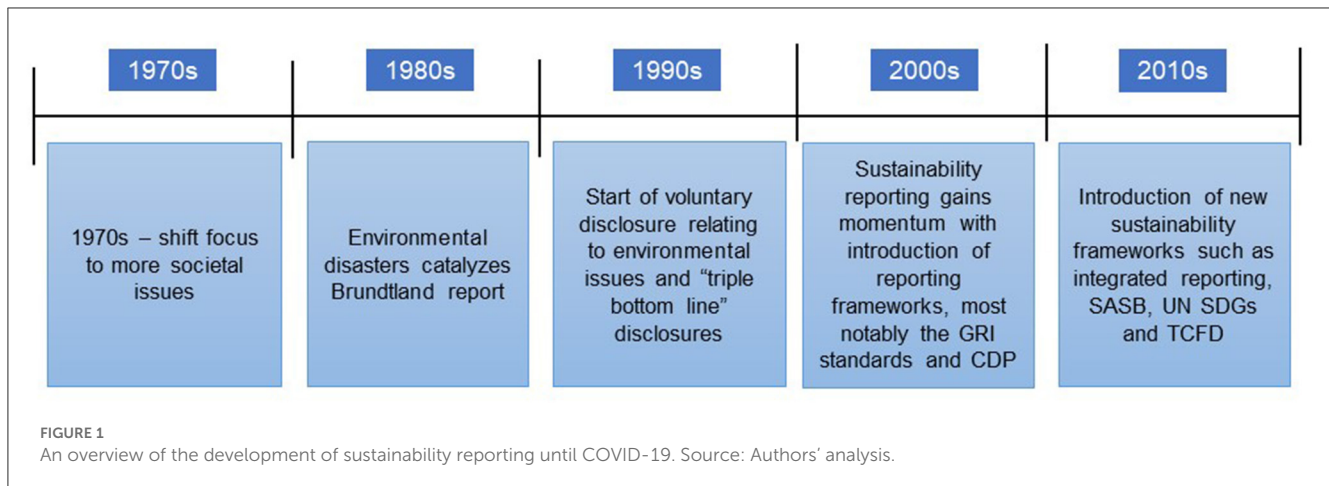 1970s
1980s
1990s
2000s
2010s
1970s – shift focus
to more societal
issues
Environmental
disasters catalyzes
Brundtland report
Start of voluntary
disclosure relating
to environmental
issues and “triple
bottom line”
disclosures
Sustainability
reporting gains
momentum with
introduction of
reporting
frameworks, most
notably the GRI
standards and CDP
Introduction of new
sustainability
frameworks such as
integrated reporting,
SASB, UN SDGs
and TCFD
FIGURE 1
An overview of the development of sustainability reporting until COVID-19. Source: Authors’ analysis.